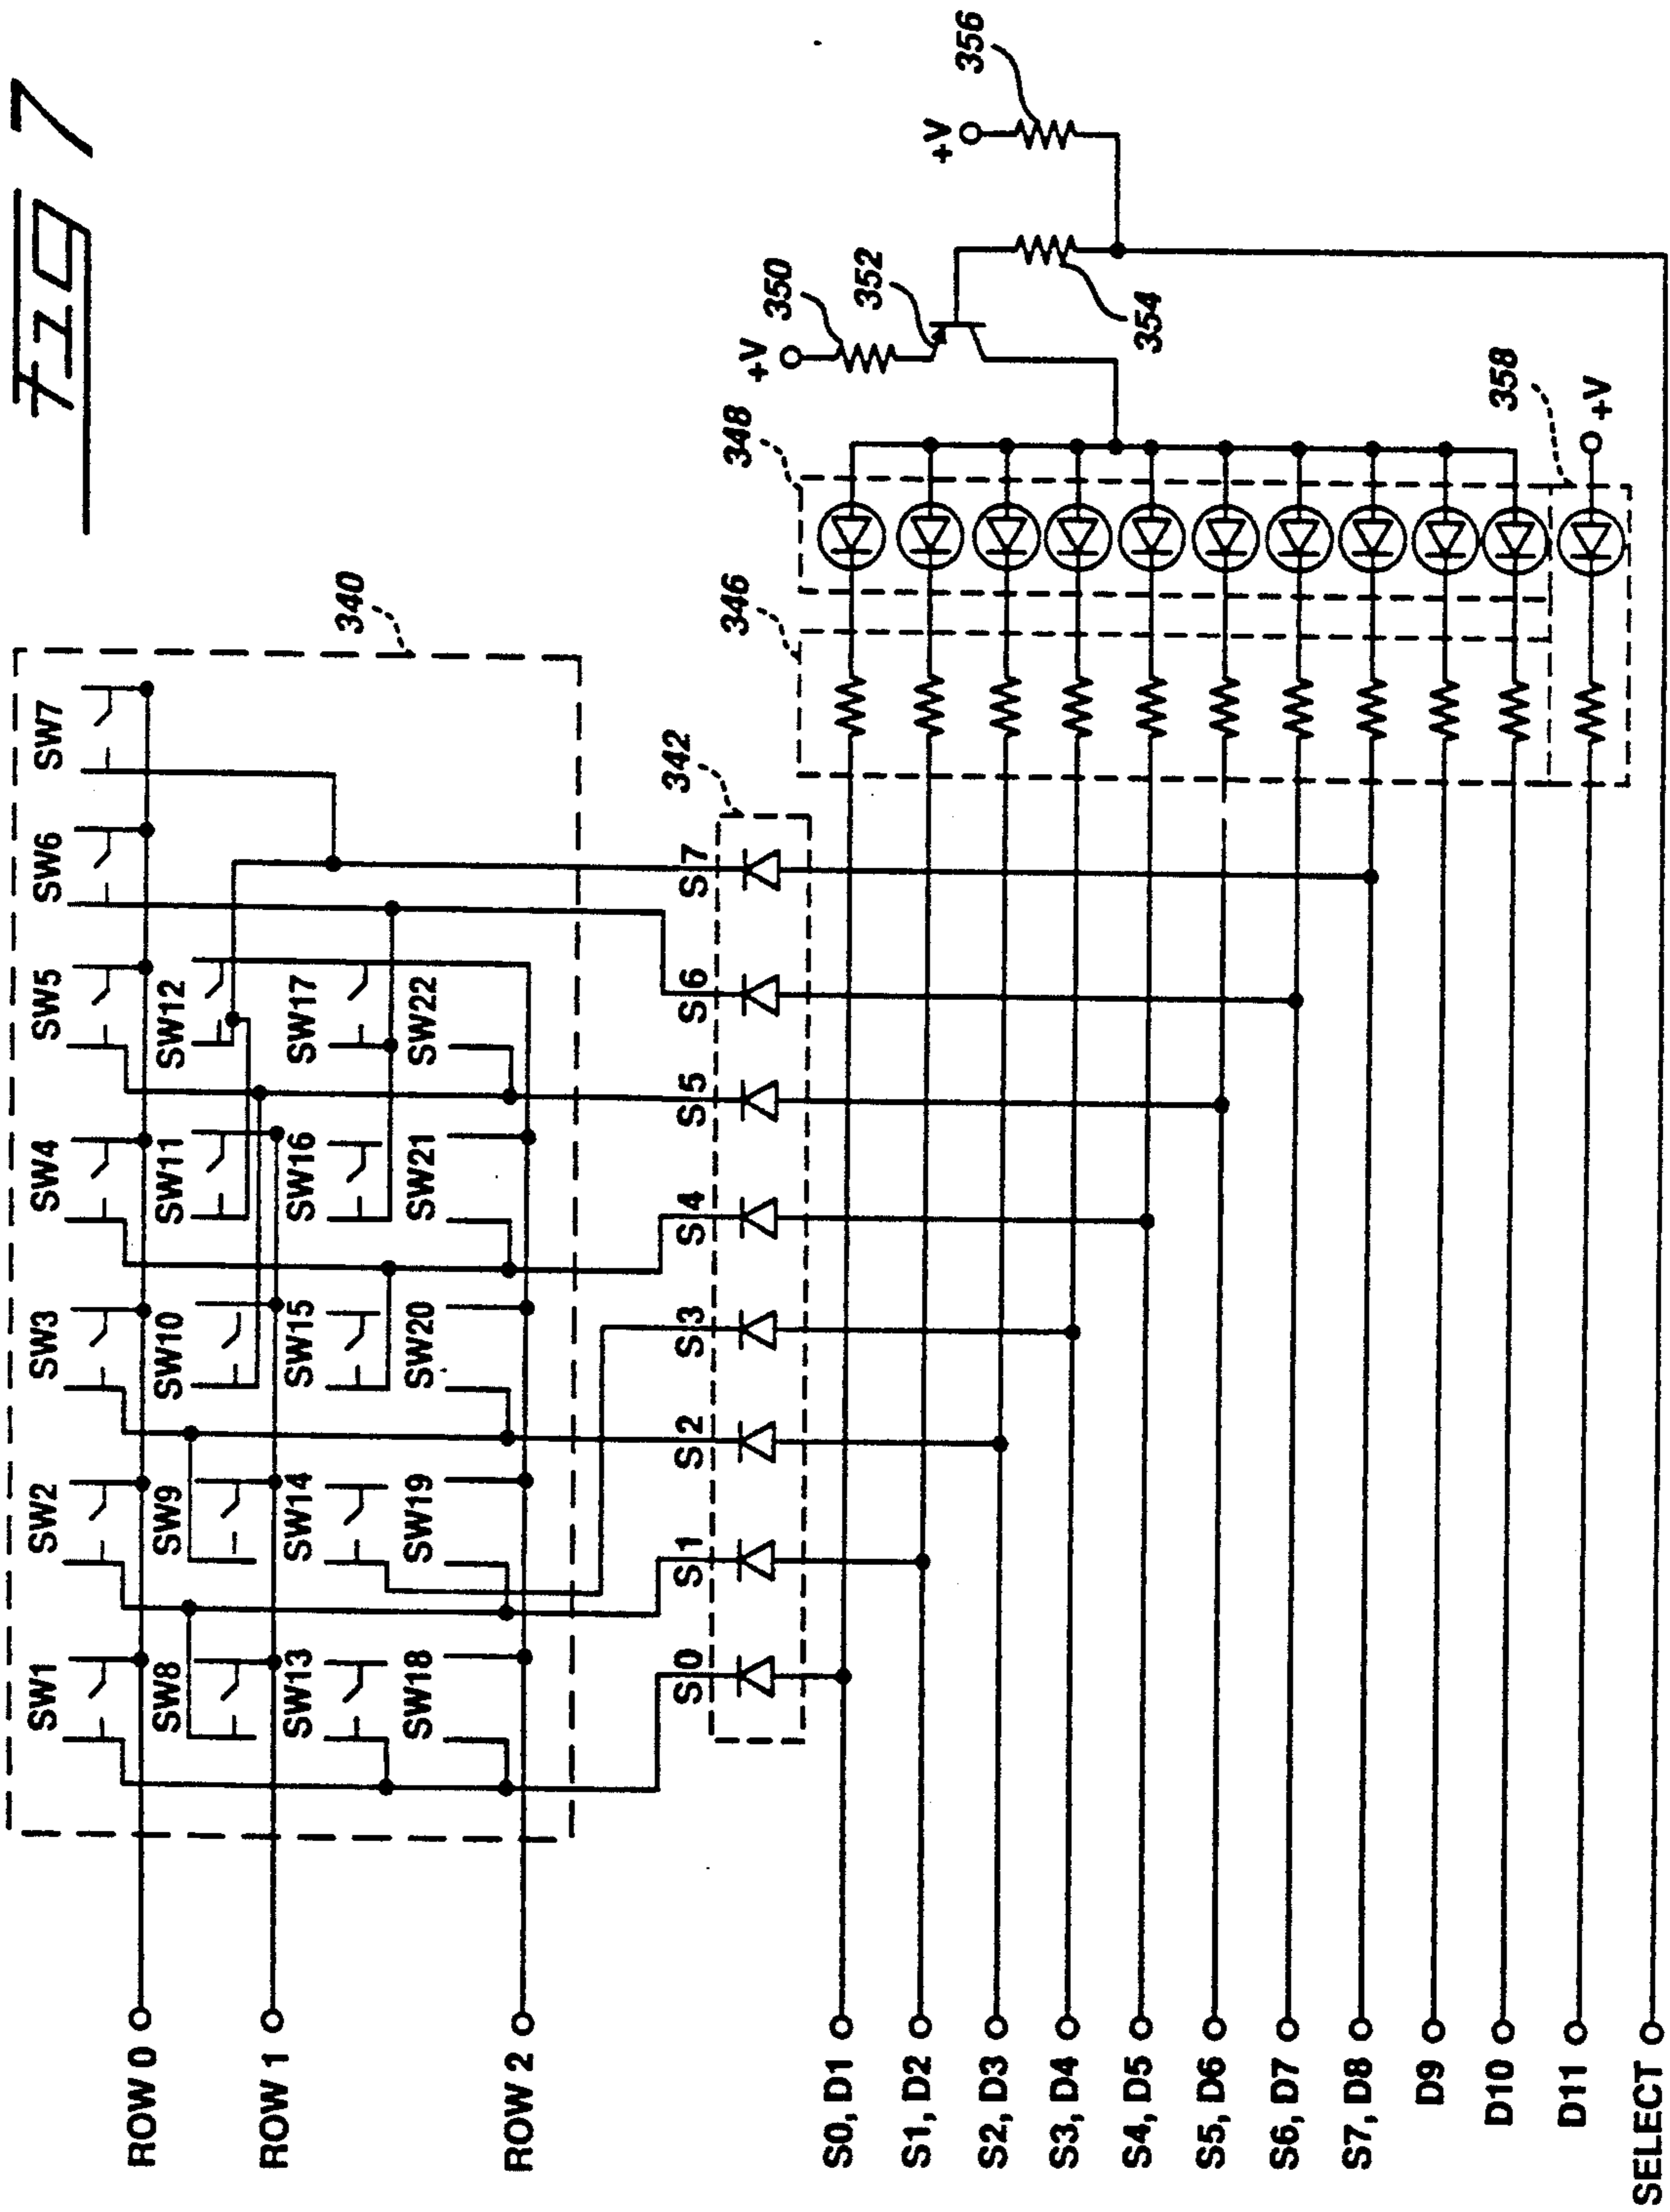 FIG 7
340
SW1
SW2
SW3
SW4
SW5
SW6
SW7
SW8
SW9
SW10
SW11
SW12
SW13
SW14
SW15
SW16
SW17
SW18
SW19
SW20
SW21
SW22
ROW 0
ROW 1
ROW 2
342
S0
S1
S2
S3
S4
S5
S6
S7
346
348
+V
350
352
354
+V
356
358
+V
S0, D1
S1, D2
S2, D3
S3, D4
S4, D5
S5, D6
S6, D7
S7, D8
D9
D10
D11
SELECT